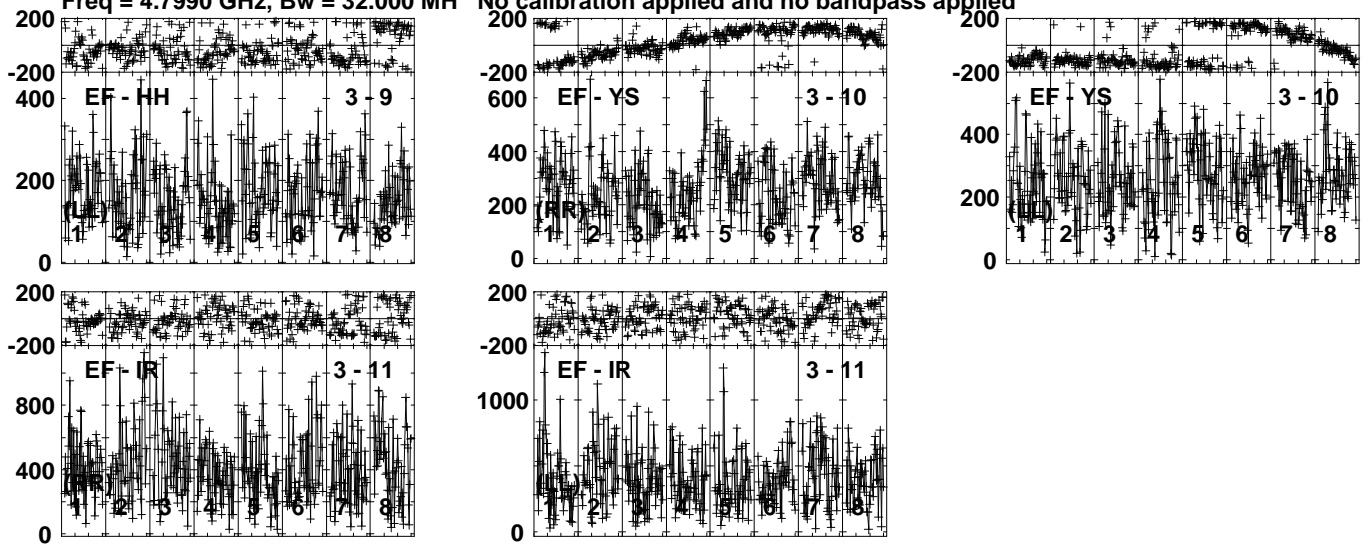 Freq = 4.7990 GHz, Bw = 32.000 MH No calibration applied and no bandpass applied
200
-200
EF - HH 3 - 9
400
200
0
(LL)
1 2 3 4 5 6 7 8
200
-200
EF - YS 3 - 10
600
400
200
0
(RR)
1 2 3 4 5 6 7 8
200
-200
EF - YS 3 - 10
400
200
0
(LL)
1 2 3 4 5 6 7 8
200
-200
EF - IR 3 - 11
800
400
0
(RR)
1 2 3 4 5 6 7 8
200
-200
EF - IR 3 - 11
1000
0
(LL)
1 2 3 4 5 6 7 8